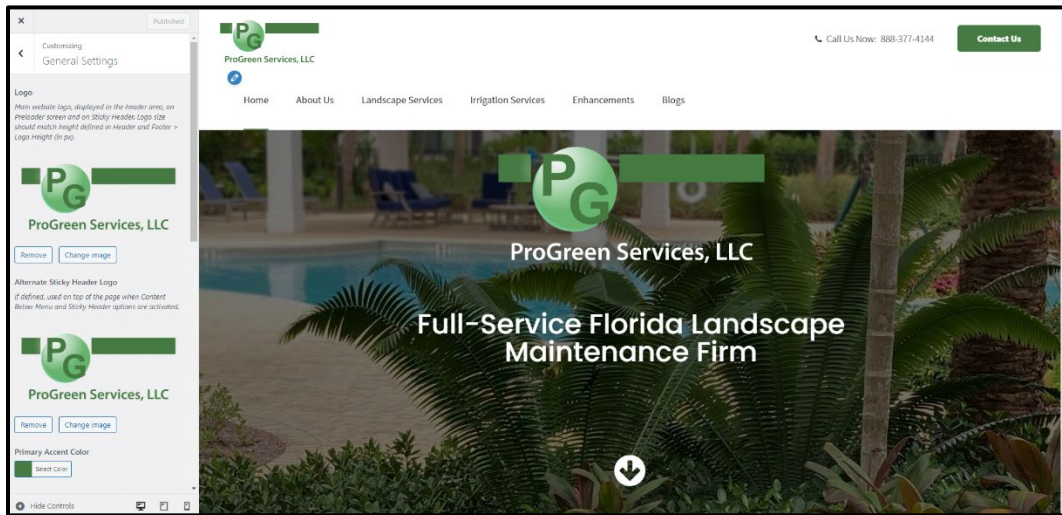 Published
Customizing
General Settings
Logo
Main website logo, displayed in the header area, on
Preloader screen and on Sticky Header. Logo size
should match height defined in Header and Footer >
Logo Height (in px).
PG
ProGreen Services, LLC
Remove
Change image
Alternate Sticky Header Logo
If defined, used on top of the page when Content
Below Menu and Sticky Header options are activated.
PG
ProGreen Services, LLC
Remove
Change image
Primary Accent Color
Select Color
Hide Controls
PG
ProGreen Services, LLC
Call Us Now: 888-377-4144
Contact Us
Home
About Us
Landscape Services
Irrigation Services
Enhancements
Blogs
PG
ProGreen Services, LLC
Full-Service Florida Landscape
Maintenance Firm